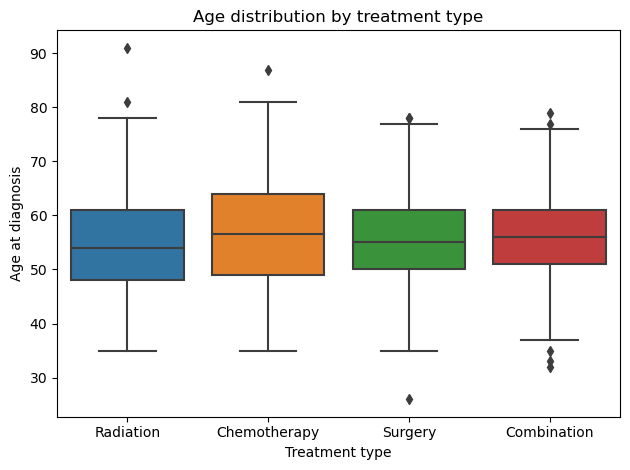 Age distribution by treatment type
Age at diagnosis
90
80
70
60
50
40
30
Radiation
Chemotherapy
Surgery
Combination
Treatment type